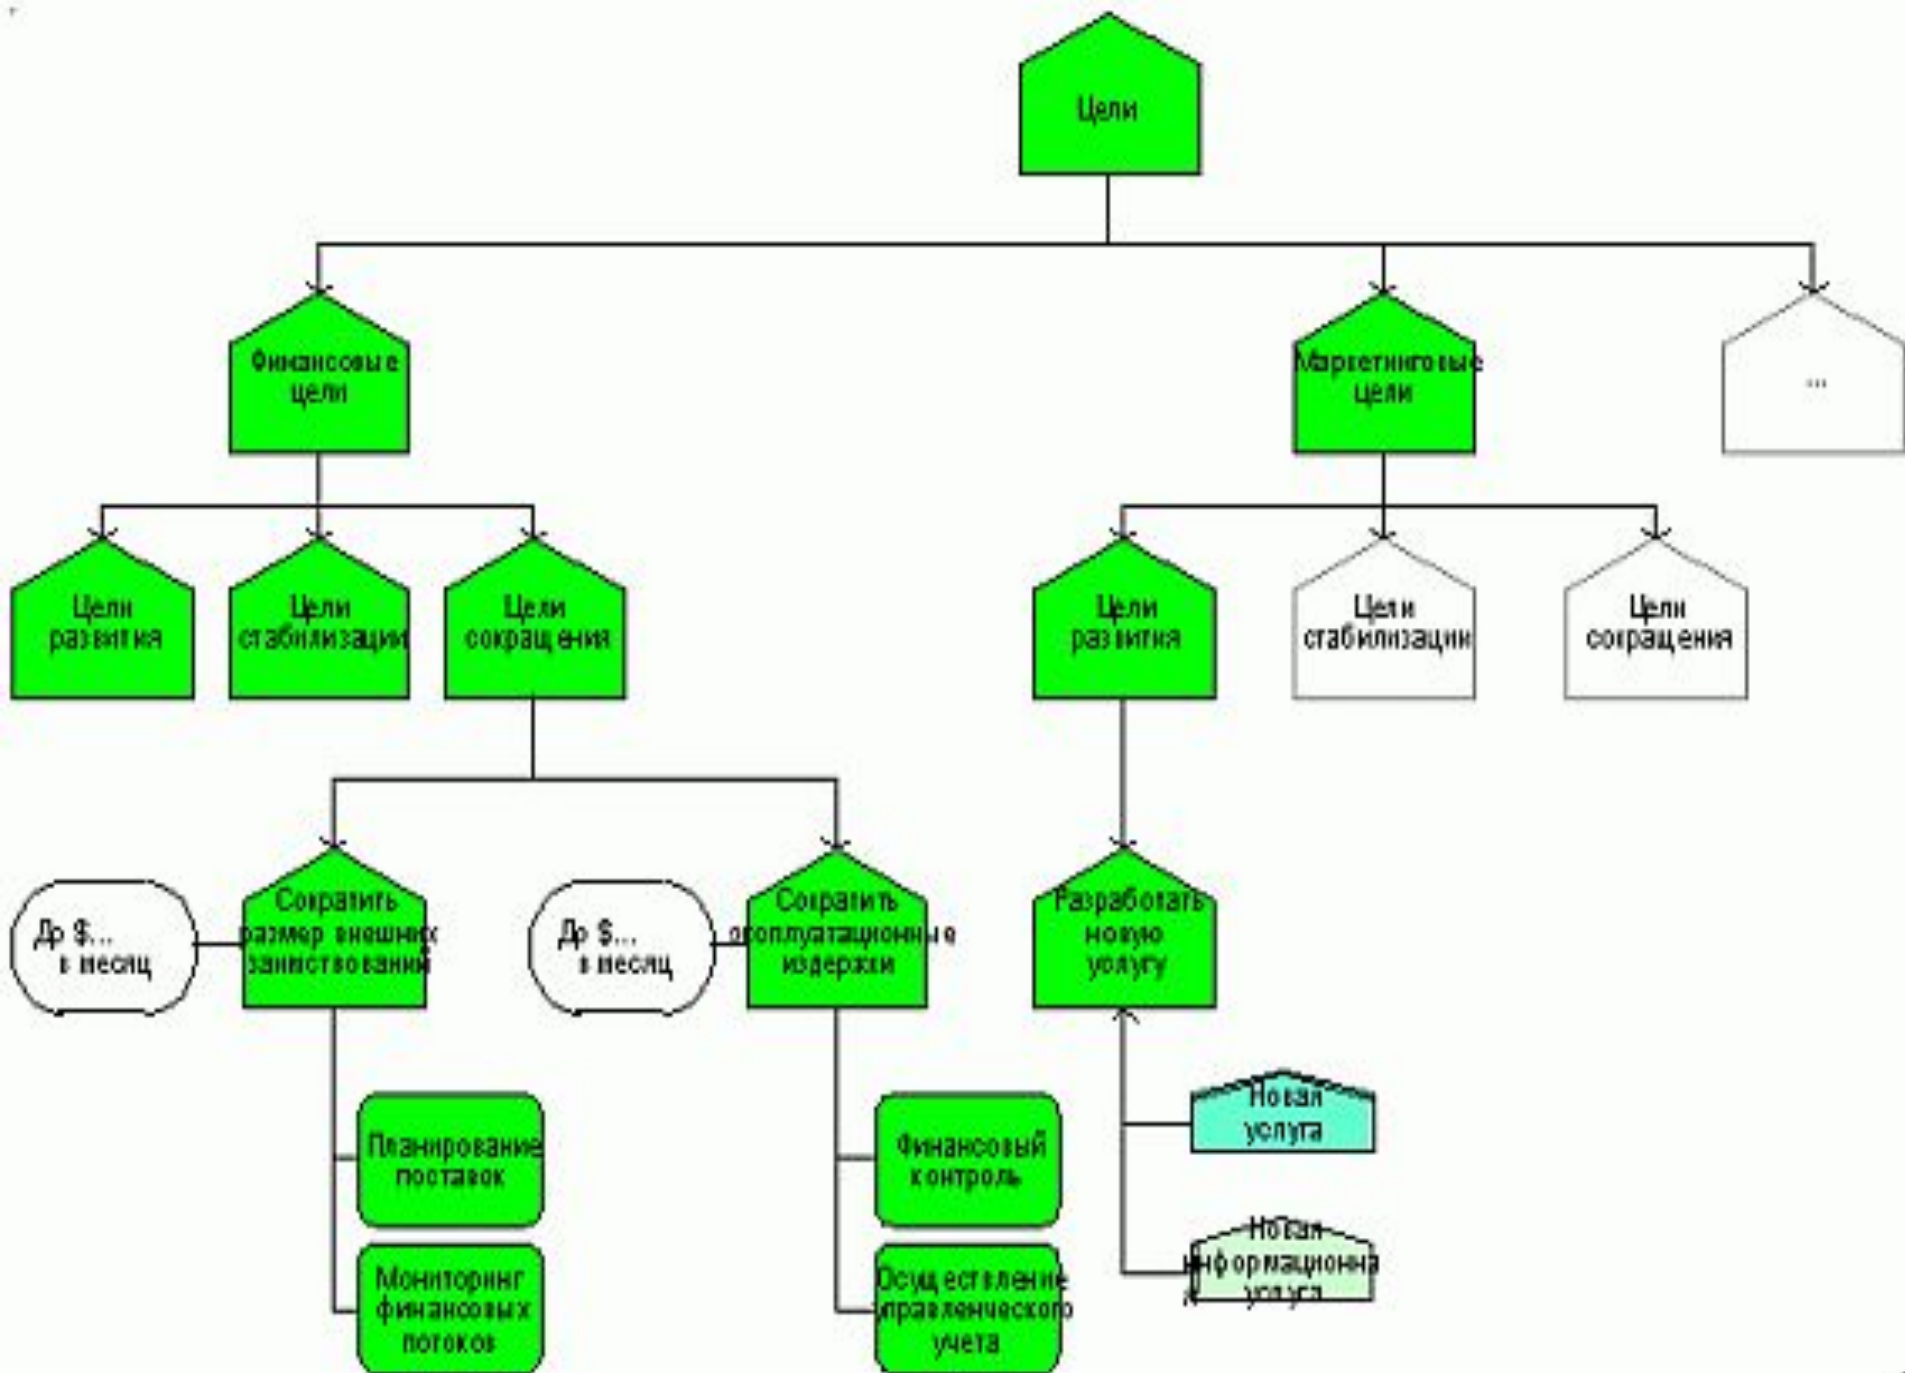 Цели
Финансовые
цели
Маркетинговые
цели
...
Цели
развития
Цели
стабилизации
Цели
сокращения
Цели
развития
Цели
стабилизации
Цели
сокращения
До $...
в месяц
Сократить
размер внешних
заимствований
До $...
в месяц
Сократить
эксплуатационные
издержки
Разработать
новую
услугу
Планирование
поставок
Мониторинг
финансовых
потоков
Финансовый
контроль
Осуществление
управленческого
учета
Новая
услуга
Новая
информационна
я услуга